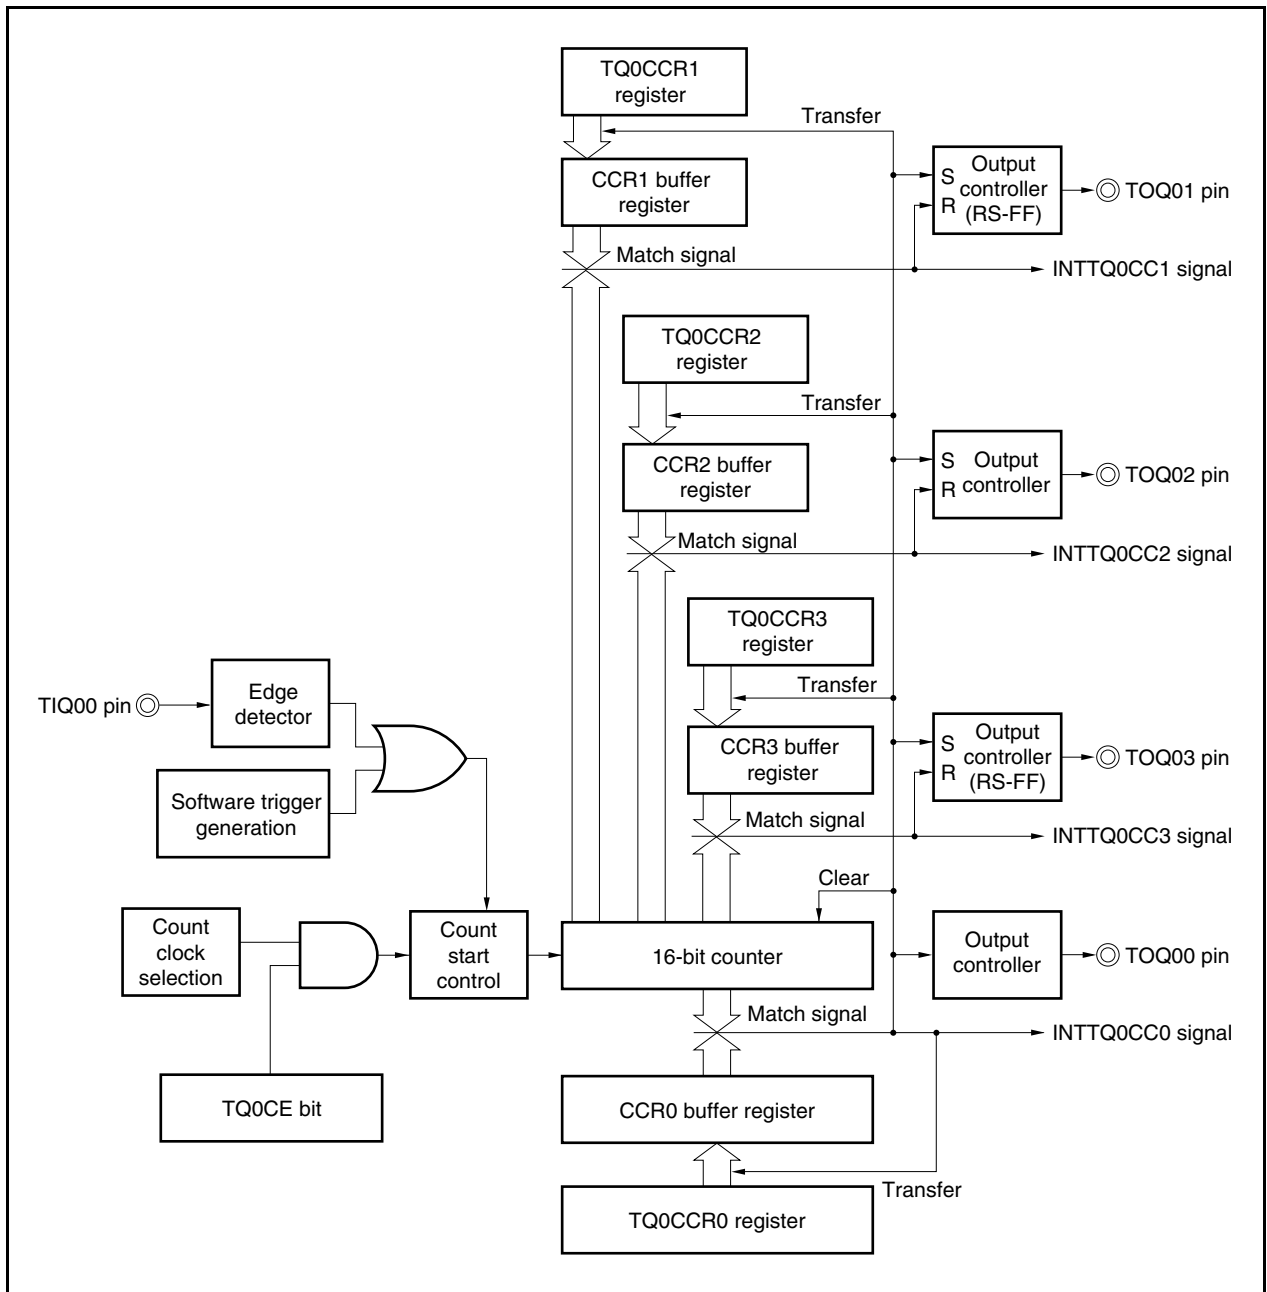 TQ0CCR1
register
Transfer
CCR1 buffer
register
S
R
Output
controller
(RS-FF)
TOQ01 pin
Match signal
INTTQ0CC1 signal
TQ0CCR2
register
Transfer
CCR2 buffer
register
S
R
Output
controller
TOQ02 pin
Match signal
INTTQ0CC2 signal
TQ0CCR3
register
Transfer
TIQ00 pin
Edge
detector
CCR3 buffer
register
S
R
Output
controller
(RS-FF)
TOQ03 pin
Software trigger
generation
Match signal
INTTQ0CC3 signal
Clear
Count
clock
selection
Count
start
control
16-bit counter
Output
controller
TOQ00 pin
Match signal
INTTQ0CC0 signal
TQ0CE bit
CCR0 buffer register
Transfer
TQ0CCR0 register